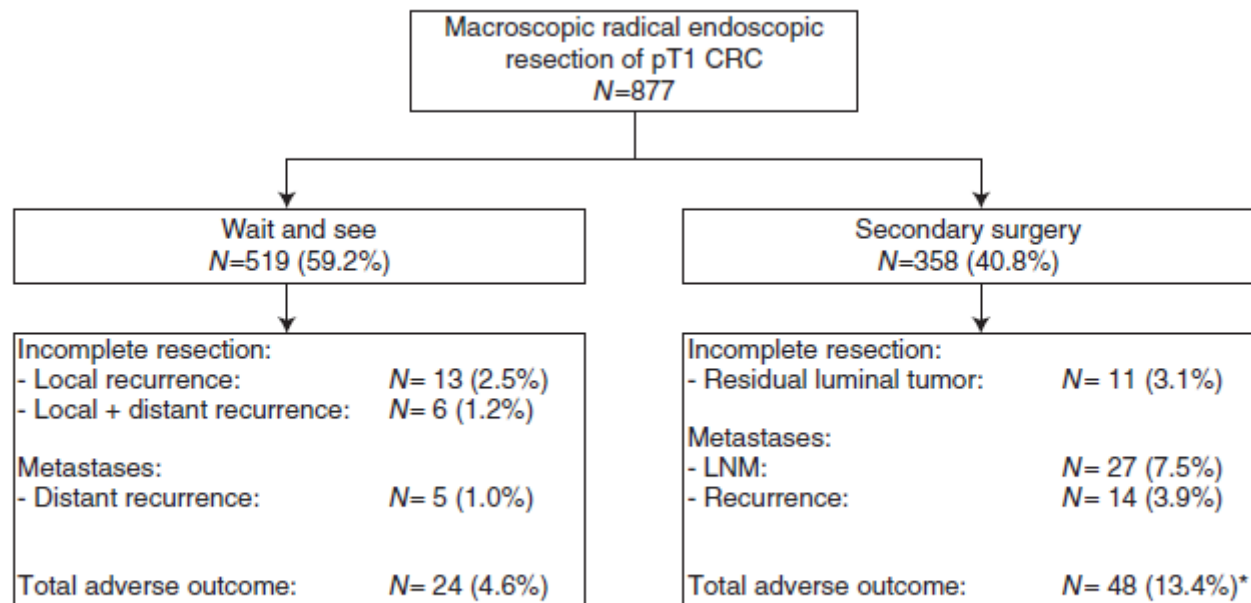 Macroscopic radical endoscopic
resection of pT1 CRC
N=877
Wait and see
N=519 (59.2%)
Secondary surgery
N=358 (40.8%)
Incomplete resection:
- Local recurrence: N= 13 (2.5%)
- Local + distant recurrence: N= 6 (1.2%)
Metastases:
- Distant recurrence: N= 5 (1.0%)
Total adverse outcome: N= 24 (4.6%)
Incomplete resection:
- Residual luminal tumor: N= 11 (3.1%)
Metastases:
- LNM: N= 27 (7.5%)
- Recurrence: N= 14 (3.9%)
Total adverse outcome: N= 48 (13.4%)*